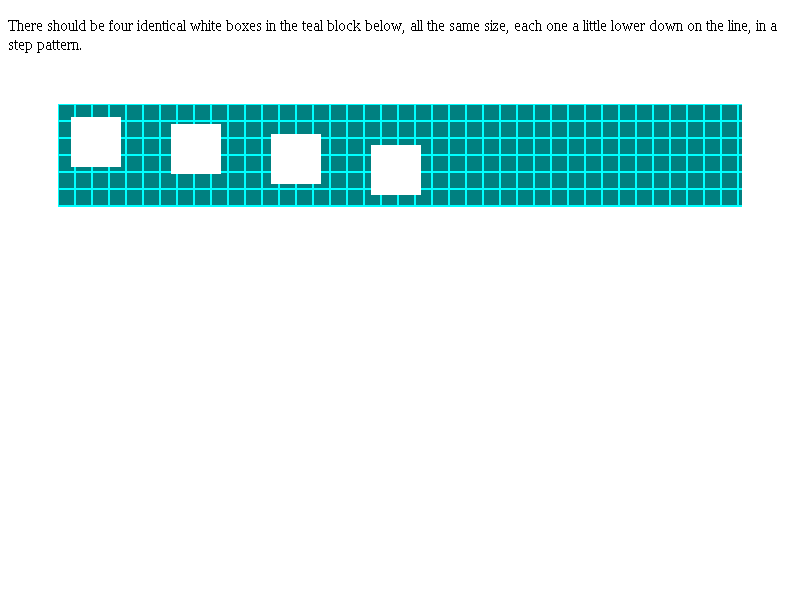 There should be four identical white boxes in the teal block below, all the same size, each one a little lower down on the line, in a
step pattern.